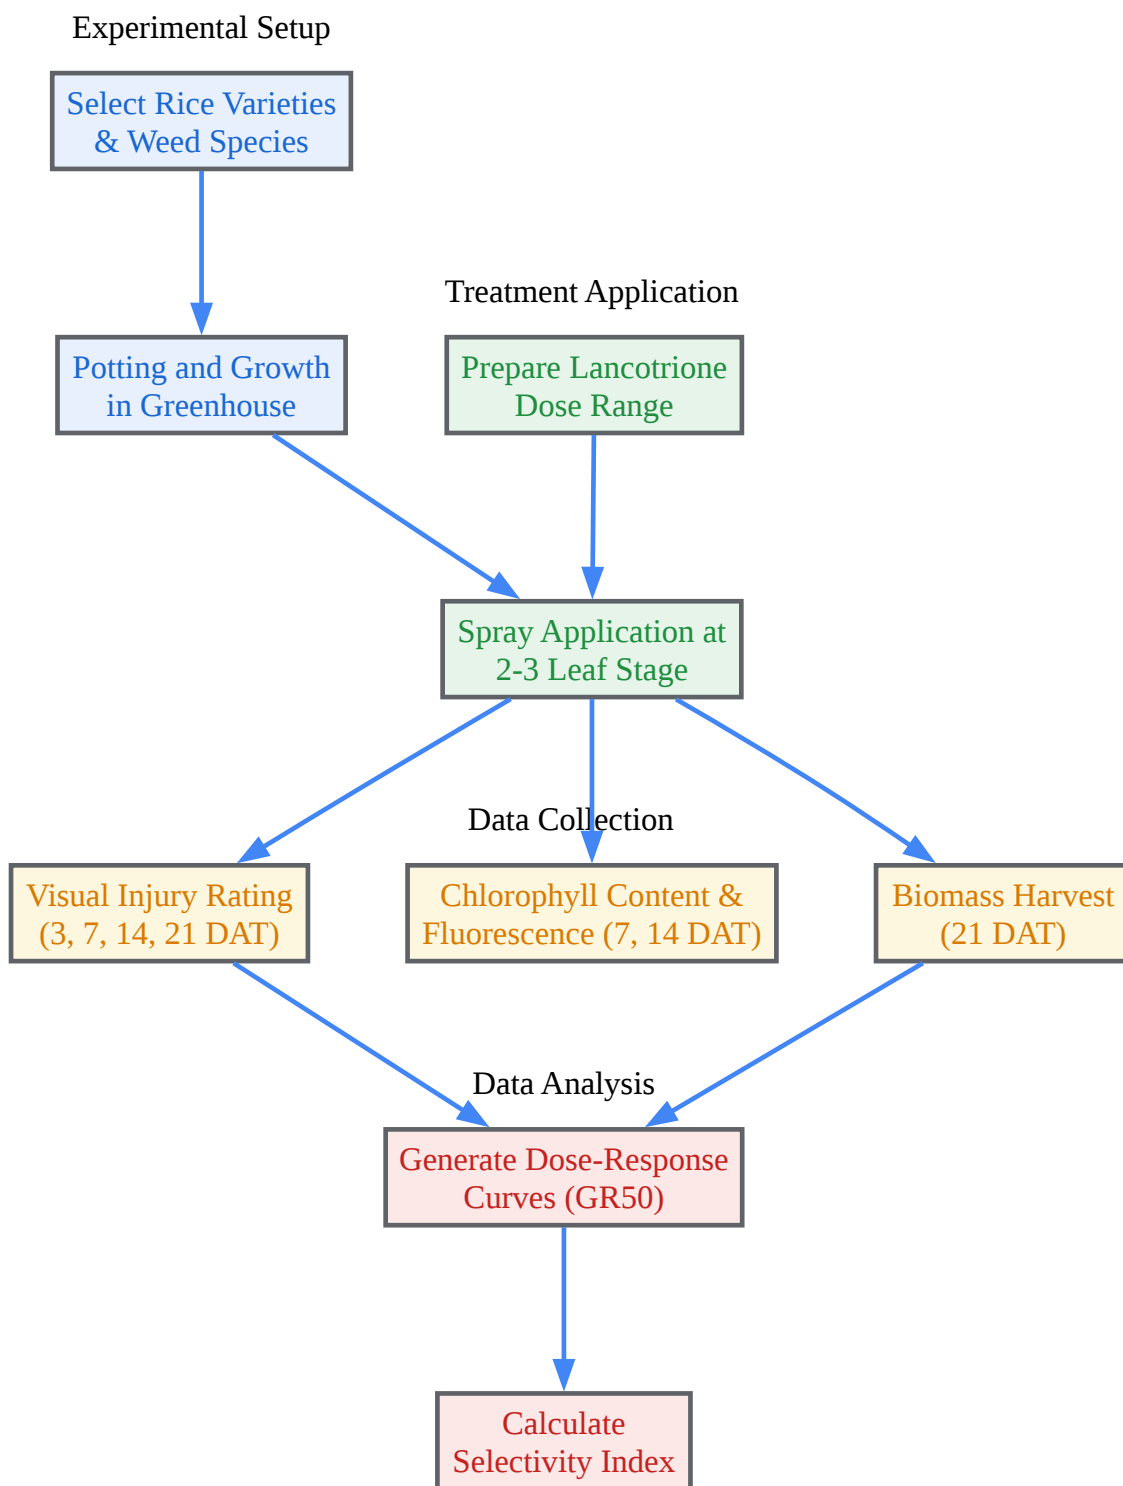 Experimental Setup
Select Rice Varieties
& Weed Species
Treatment Application
Potting and Growth
in Greenhouse
Prepare Lancotrione
Dose Range
Spray Application at
2-3 Leaf Stage
Data Collection
Visual Injury Rating
(3, 7, 14, 21 DAT)
Chlorophyll Content &
Fluorescence (7, 14 DAT)
Biomass Harvest
(21 DAT)
Data Analysis
Generate Dose-Response
Curves (GR50)
Calculate
Selectivity Index